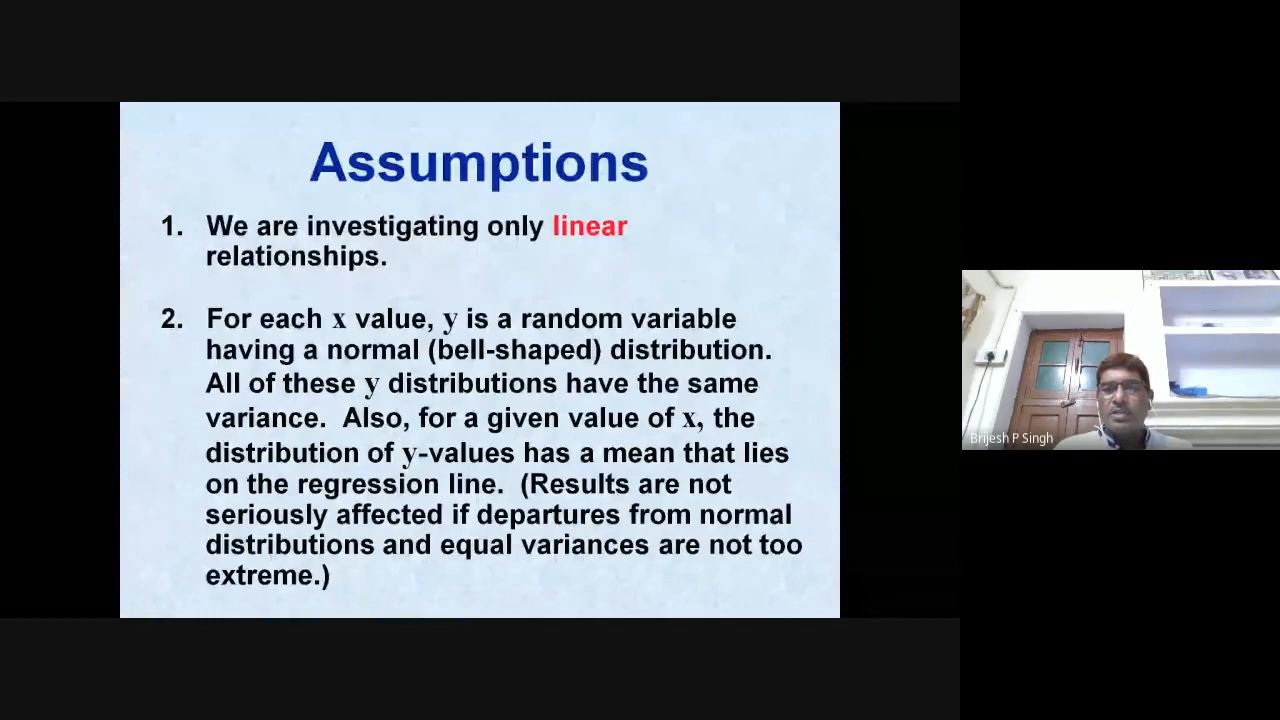 Assumptions
1. We are investigating only linear
relationships.
2. For each x value, y is a random variable
having a normal (bell-shaped) distribution.
All of these y distributions have the same
variance. Also, for a given value of x, the
distribution of y-values has a mean that lies
on the regression line. (Results are not
seriously affected if departures from normal
distributions and equal variances are not too
extreme.)
Brijesh P Singh